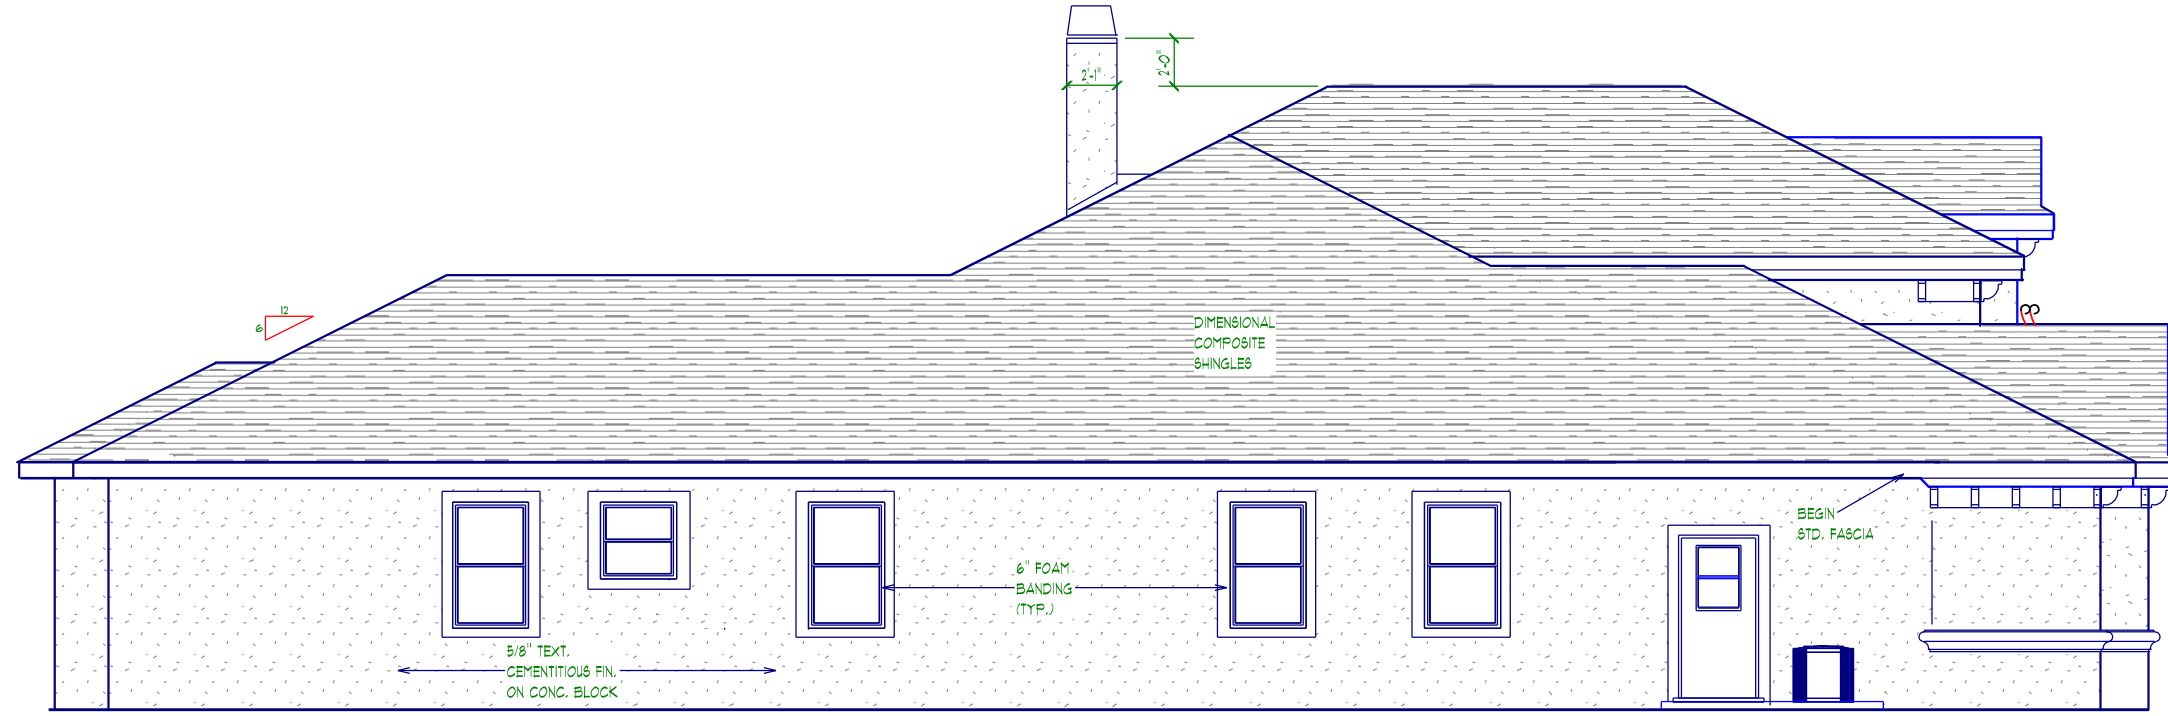 2'-0"
2'-1"
12
6
DIMENSIONAL
COMPOSITE
SHINGLES
BEGIN
STD. FASCIA
6" FOAM
BANDING
(TYP.)
5/8" TEXT.
CEMENTITIOUS FIN.
ON CONC. BLOCK